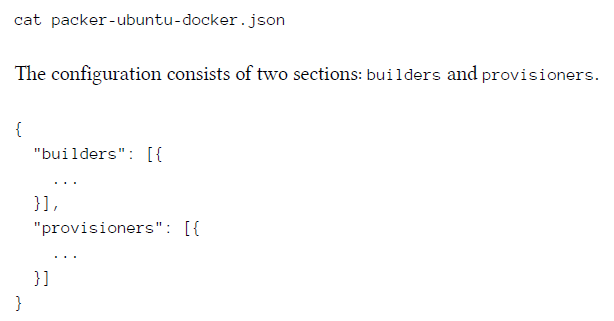 cat packer-ubuntu-docker.json
The configuration consists of two sections: builders and provisioners.
{
  "builders": [{
    ...
  }],
  "provisioners": [{
    ...
  }]
}